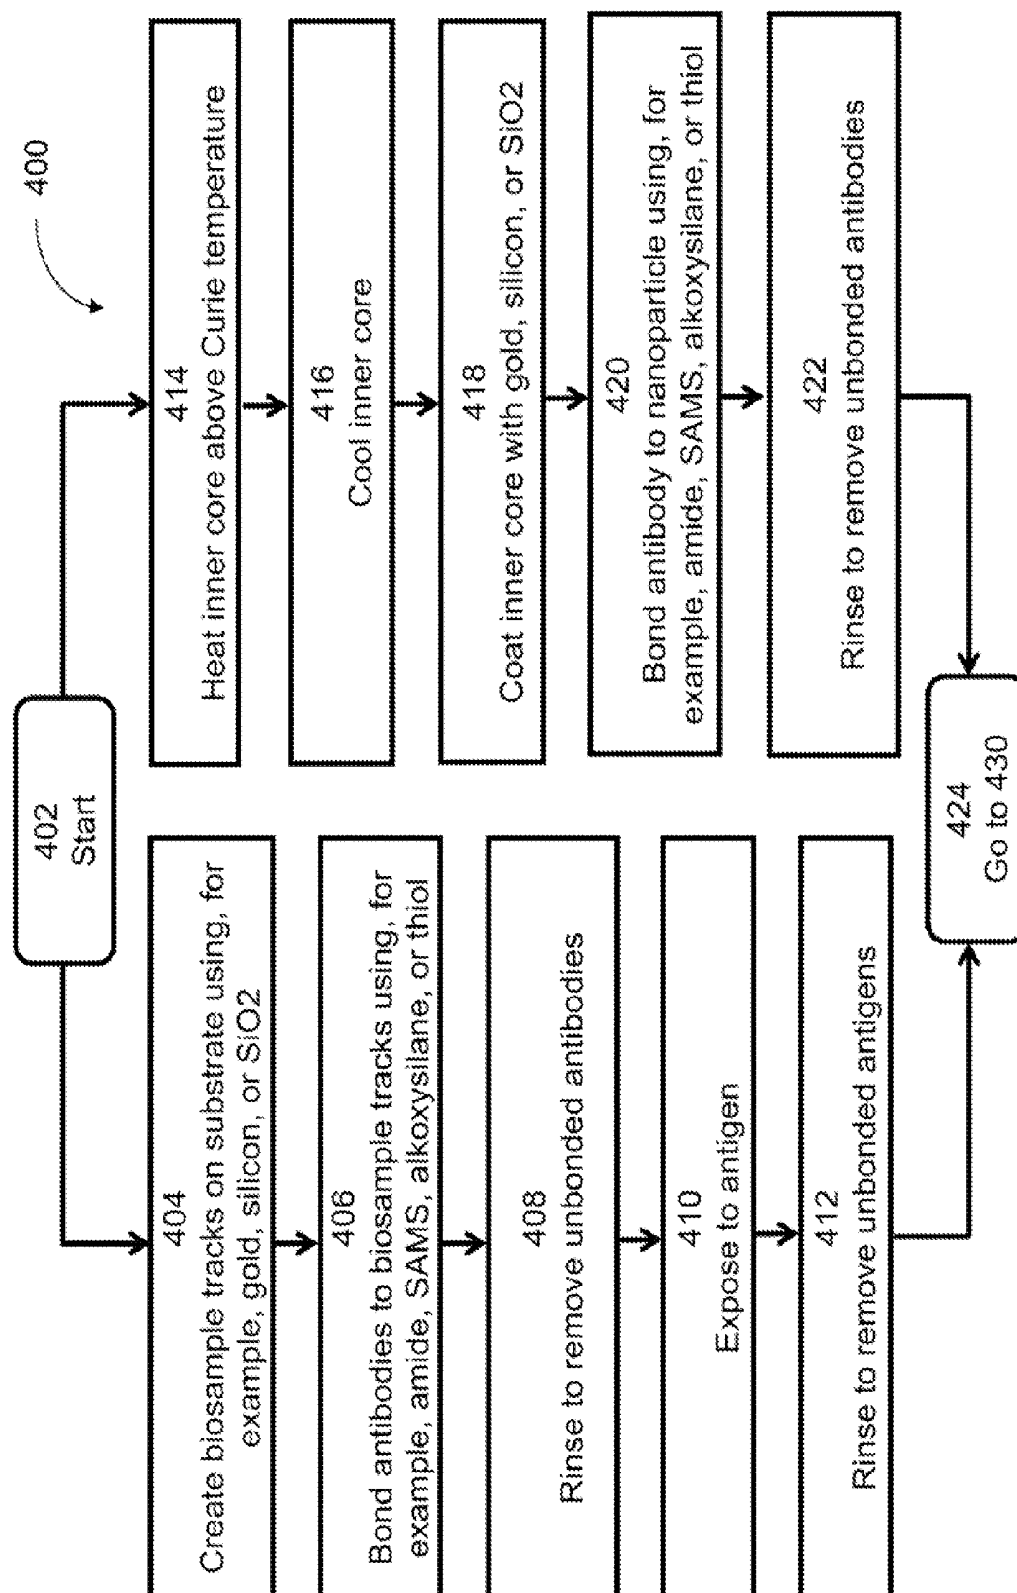 400
402
Start
404
Create biosample tracks on substrate using, for
example, gold, silicon, or SiO2
406
Bond antibodies to biosample tracks using, for
example, amide, SAMS, alkoxysilane, or thiol
408
Rinse to remove unbonded antibodies
410
Expose to antigen
412
Rinse to remove unbonded antigens
414
Heat inner core above Curie temperature
416
Cool inner core
418
Coat inner core with gold, silicon, or SiO2
420
Bond antibody to nanoparticle using, for
example, amide, SAMS, alkoxysilane, or thiol
422
Rinse to remove unbonded antibodies
424
Go to 430